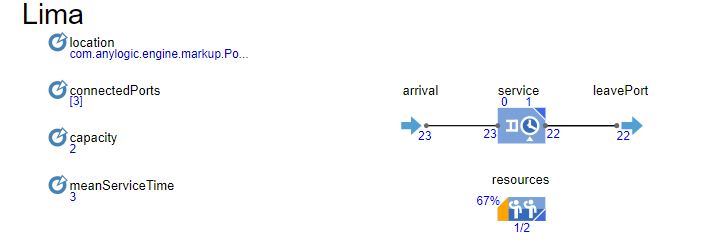 Lima
location
com.anylogic.engine.markup.Po...
connectedPorts
[3]
capacity
2
meanServiceTime
3
arrival
service
leavePort
0 1
23
23
22
22
resources
67%
1/2